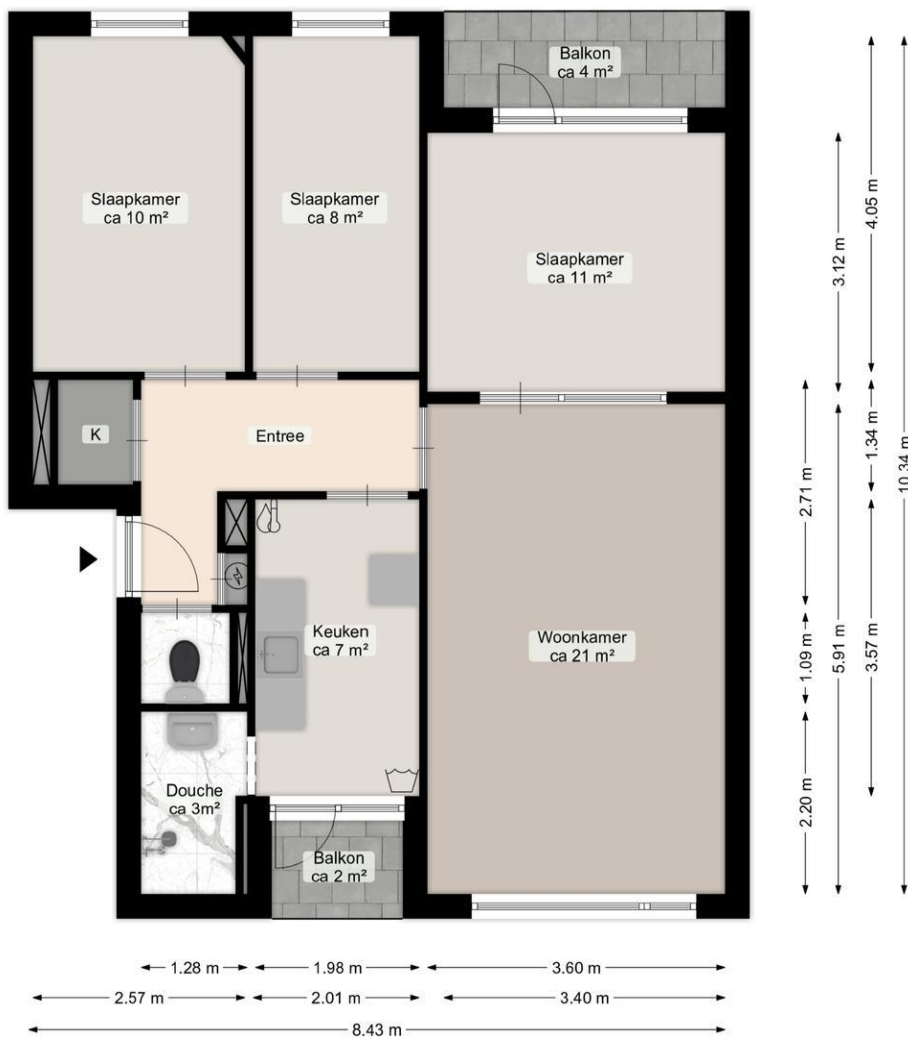 Balkon
ca 4 m²
Slaapkamer
ca 10 m²
Slaapkamer
ca 8 m²
Slaapkamer
ca 11 m²
4.05 m
3.12 m
K
Entree
1.34 m
2.71 m
10.34 m
Keuken
ca 7 m²
Woonkamer
ca 21 m²
1.09 m
5.91 m
3.57 m
Douche
ca 3m²
2.20 m
Balkon
ca 2 m²
1.28 m
1.98 m
3.60 m
2.57 m
2.01 m
3.40 m
8.43 m